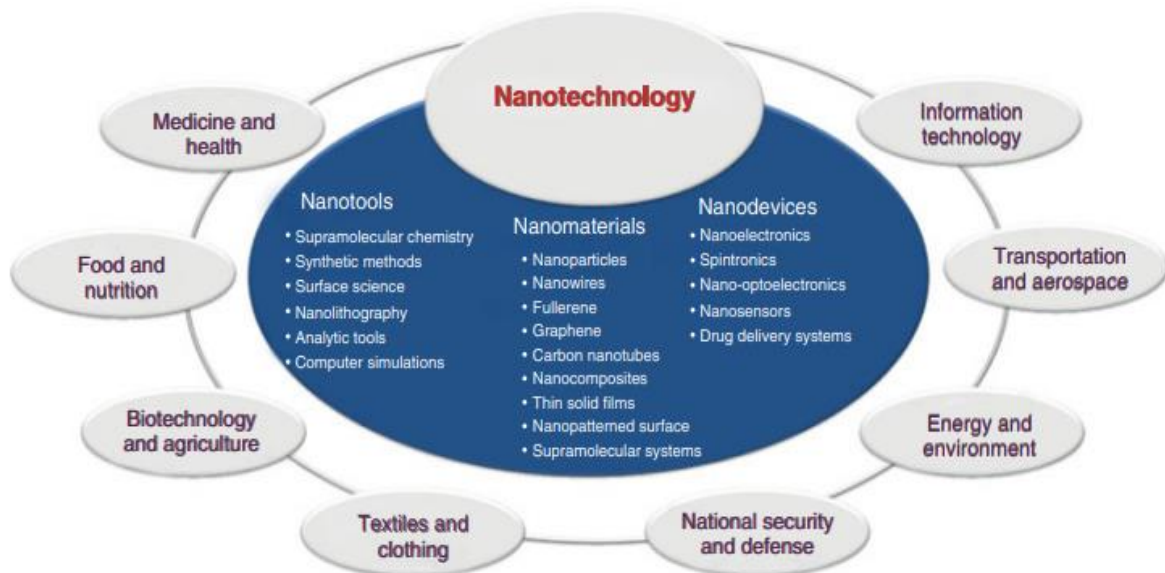 Nanotechnology
Medicine and
health
Information
technology
Food and
nutrition
Transportation
and aerospace
Biotechnology
and agriculture
Energy and
environment
Textiles and
clothing
National security
and defense
Nanotools
• Supramolecular chemistry
• Synthetic methods
• Surface science
• Nanolithography
• Analytic tools
• Computer simulations
Nanomaterials
• Nanoparticles
• Nanowires
• Fullerene
• Graphene
• Carbon nanotubes
• Nanocomposites
• Thin solid films
• Nanopatterned surface
• Supramolecular systems
Nanodevices
• Nanoelectronics
• Spintronics
• Nano-optoelectronics
• Nanosensors
• Drug delivery systems